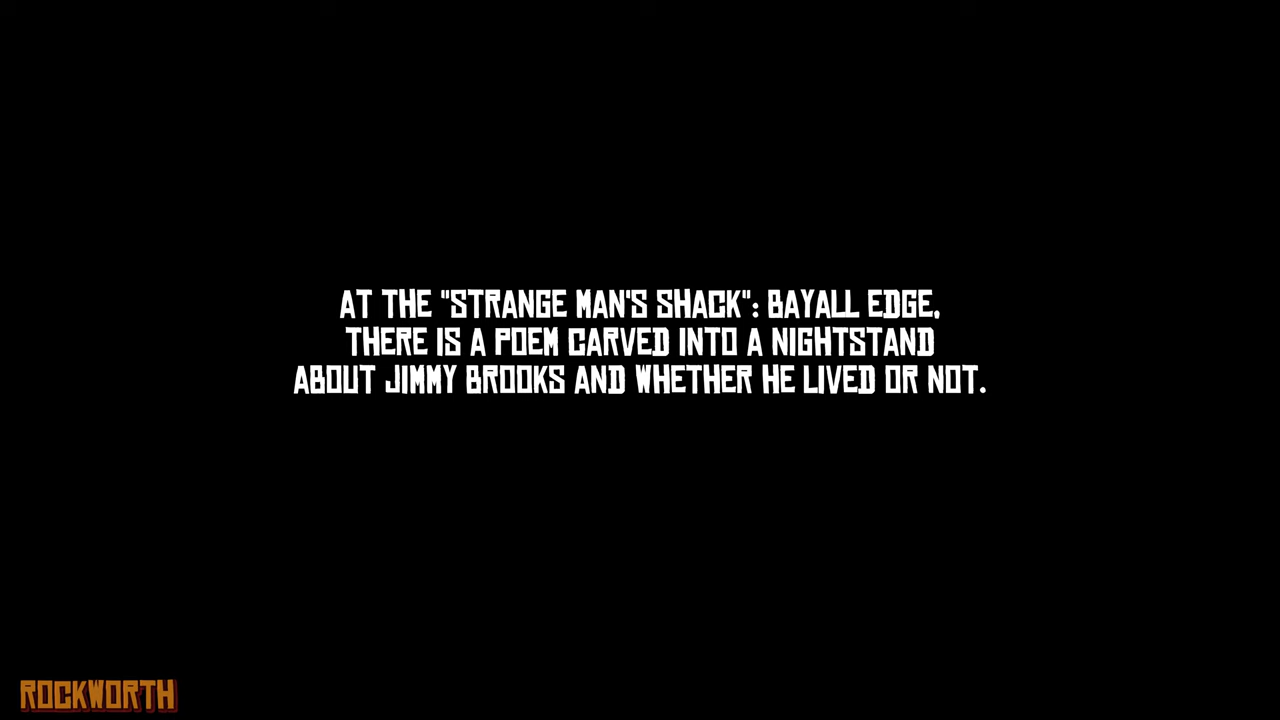 AT THE "STRANGE MAN'S SHACK": BAYALL EDGE,
THERE IS A POEM CARVED INTO A NIGHTSTAND
ABOUT JIMMY BROOKS AND WHETHER HE LIVED OR NOT.
ROCKWORTH